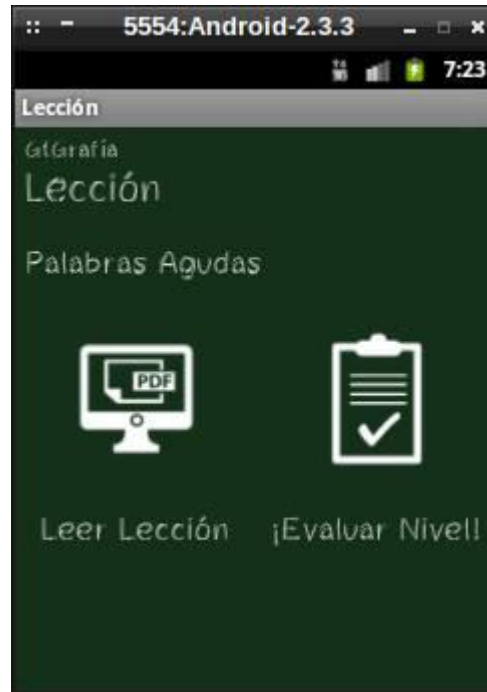 5554:Android-2.3.3
7:23
Lección
GtGrafía
Lección
Palabras Agudas
PDF
Leer Lección ¡Evaluar Nivel!